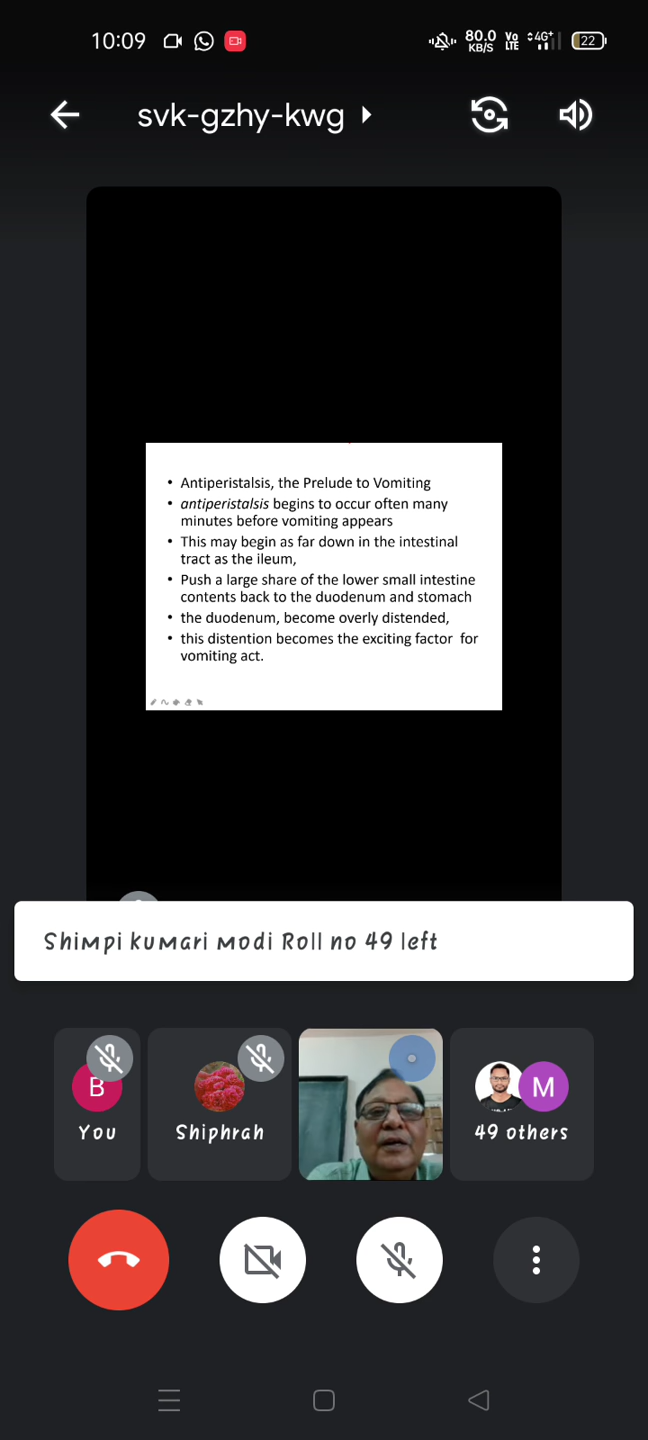 10:09
80.0
KB/S
Vo
LTE
4G+
22
svk-gzhy-kwg
• Antiperistalsis, the Prelude to Vomiting
• antiperistalsis begins to occur often many
minutes before vomiting appears
• This may begin as far down in the intestinal
tract as the ileum,
• Push a large share of the lower small intestine
contents back to the duodenum and stomach
• the duodenum, become overly distended,
• this distention becomes the exciting factor for
vomiting act.
Shimpi kumari modi Roll no 49 left
B
M
You
Shiphrah
49 others